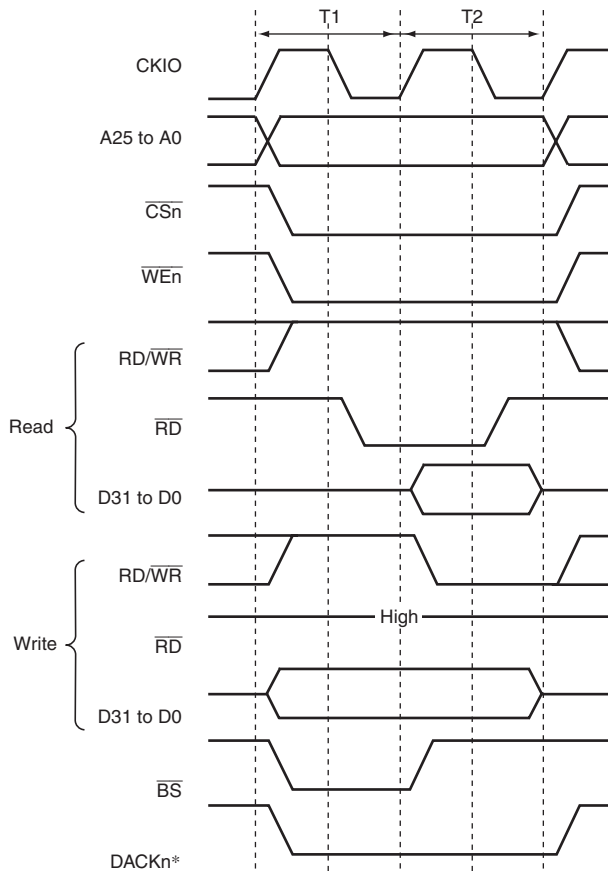 T1 T2
CKIO
A25 to A0
CSn
WEn
RD/WR
Read
RD
D31 to D0
RD/WR
High
Write
RD
D31 to D0
BS
DACKn*